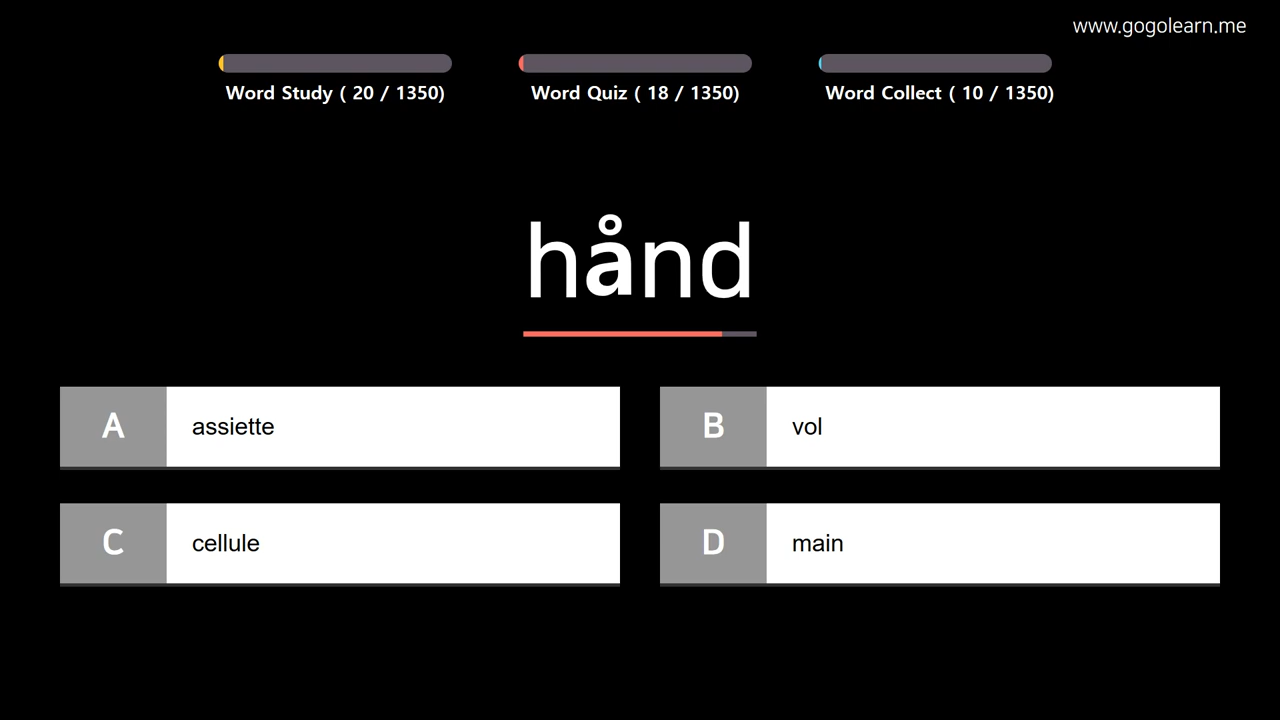 www.gogolearn.me
Word Study ( 20 / 1350)
Word Quiz ( 18 / 1350)
Word Collect ( 10 / 1350)
hånd
A assiette
B vol
C cellule
D main